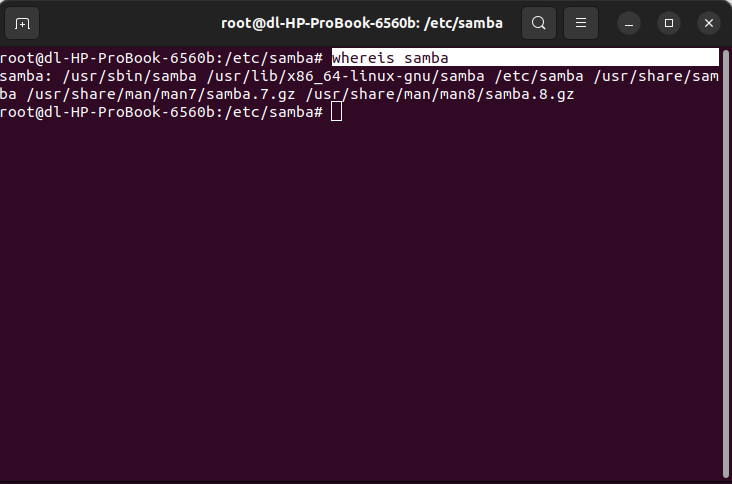 root@dl-HP-ProBook-6560b: /etc/samba
root@dl-HP-ProBook-6560b:/etc/samba# whereis samba
samba: /usr/sbin/samba /usr/lib/x86_64-linux-gnu/samba /etc/samba /usr/share/sam
ba /usr/share/man/man7/samba.7.gz /usr/share/man/man8/samba.8.gz
root@dl-HP-ProBook-6560b:/etc/samba#